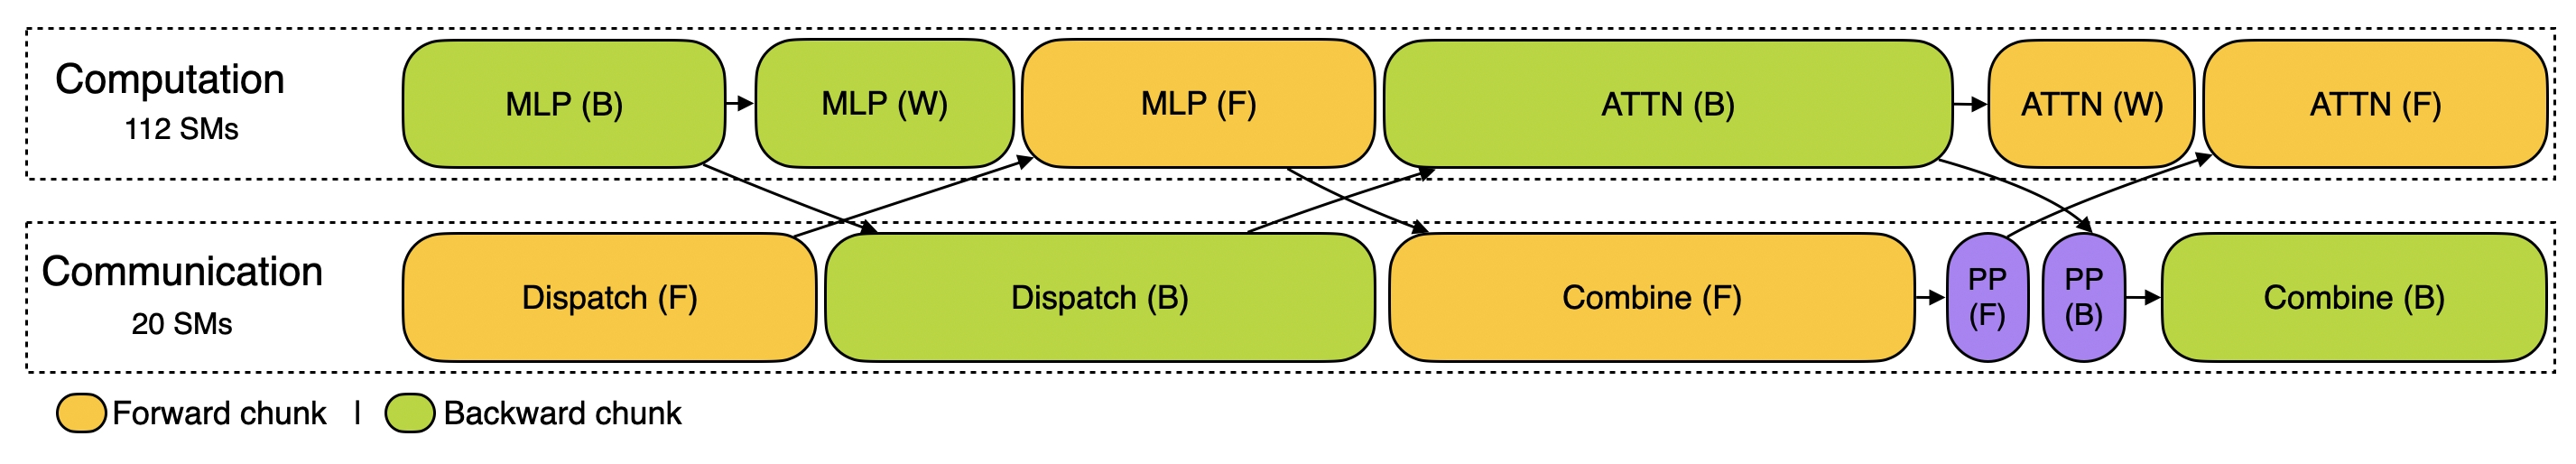 Computation
112 SMs
MLP (B)
MLP (W)
MLP (F)
ATTN (B)
ATTN (W)
ATTN (F)
Communication
20 SMs
Dispatch (F)
Dispatch (B)
Combine (F)
PP
(F)
PP
(B)
Combine (B)
Forward chunk | Backward chunk